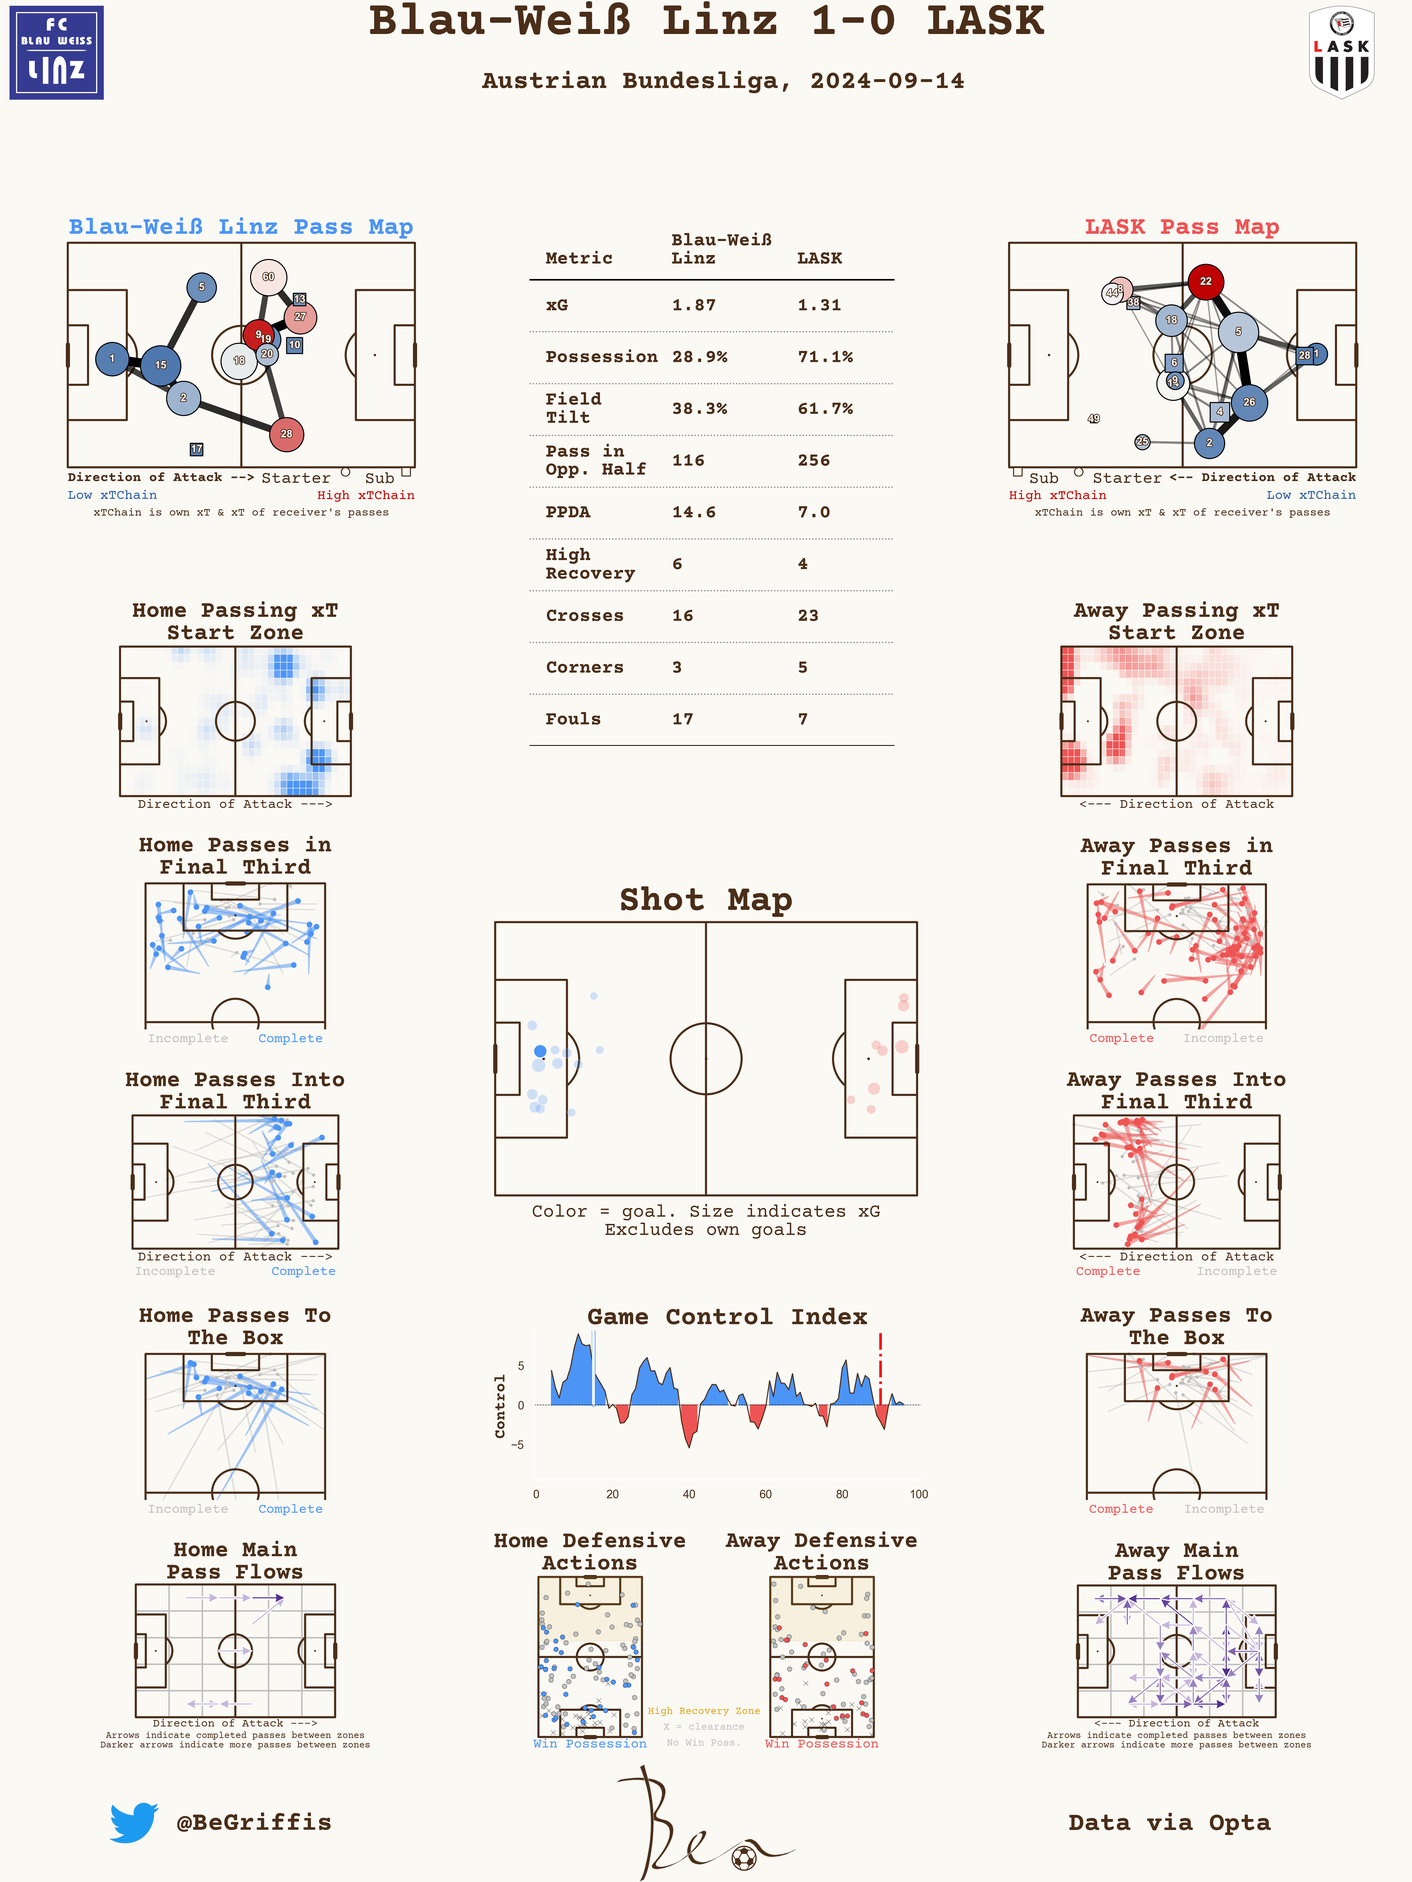 Blau-Weiß Linz 1-0 LASK
Austrian Bundesliga, 2024-09-14
FC
BLAU WEISS
LINZ
LASK
Blau-Weiß Linz Pass Map
60
5
13
27
9
19
10
1
15
18
20
2
28
17
Direction of Attack --> Starter Sub
Low xTChain High xTChain
xTChain is own xT & xT of receiver's passes
Metric Blau-Weiß Linz LASK
xG 1.87 1.31
Possession 28.9% 71.1%
Field Tilt 38.3% 61.7%
Pass in Opp. Half 116 256
PPDA 14.6 7.0
High Recovery 6 4
Crosses 16 23
Corners 3 5
Fouls 17 7
LASK Pass Map
22
44
38
18
5
28
1
6
9
26
4
49
25
2
Sub Starter <-- Direction of Attack
High xTChain Low xTChain
xTChain is own xT & xT of receiver's passes
Home Passing xT
Start Zone
Direction of Attack --->
Away Passing xT
Start Zone
<--- Direction of Attack
Home Passes in
Final Third
Incomplete Complete
Away Passes in
Final Third
Complete Incomplete
Shot Map
Color = goal. Size indicates xG
Excludes own goals
Home Passes Into
Final Third
Direction of Attack --->
Incomplete Complete
Away Passes Into
Final Third
<--- Direction of Attack
Complete Incomplete
Home Passes To
The Box
Incomplete Complete
Game Control Index
Control
5
0
−5
0 20 40 60 80 100
Away Passes To
The Box
Complete Incomplete
Home Main
Pass Flows
Direction of Attack --->
Arrows indicate completed passes between zones
Darker arrows indicate more passes between zones
Home Defensive
Actions
Win Possession
High Recovery Zone
X = clearance
No Win Poss.
Away Defensive
Actions
Win Possession
Away Main
Pass Flows
<--- Direction of Attack
Arrows indicate completed passes between zones
Darker arrows indicate more passes between zones
@BeGriffis
Ben
Data via Opta